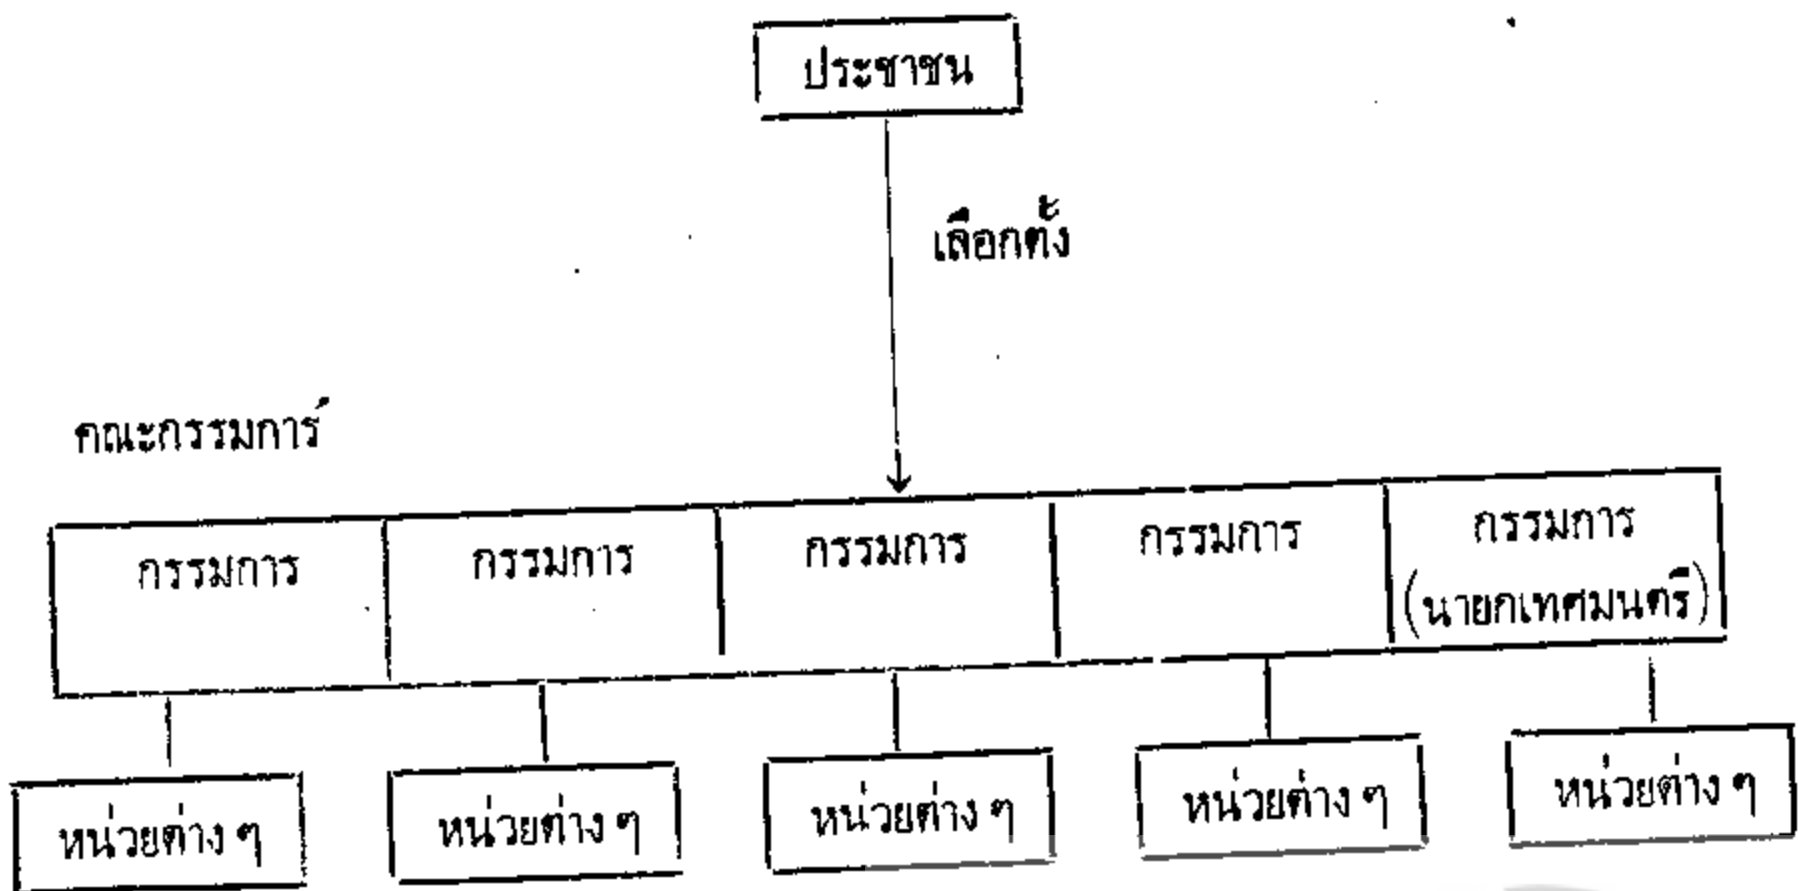 ประชาชน
เลือกตั้ง
คณะกรรมการ
กรรมการ
กรรมการ
กรรมการ
กรรมการ
กรรมการ
(นายกเทศมนตรี)
หน่วยต่าง ๆ
หน่วยต่าง ๆ
หน่วยต่าง ๆ
หน่วยต่าง ๆ
หน่วยต่าง ๆ